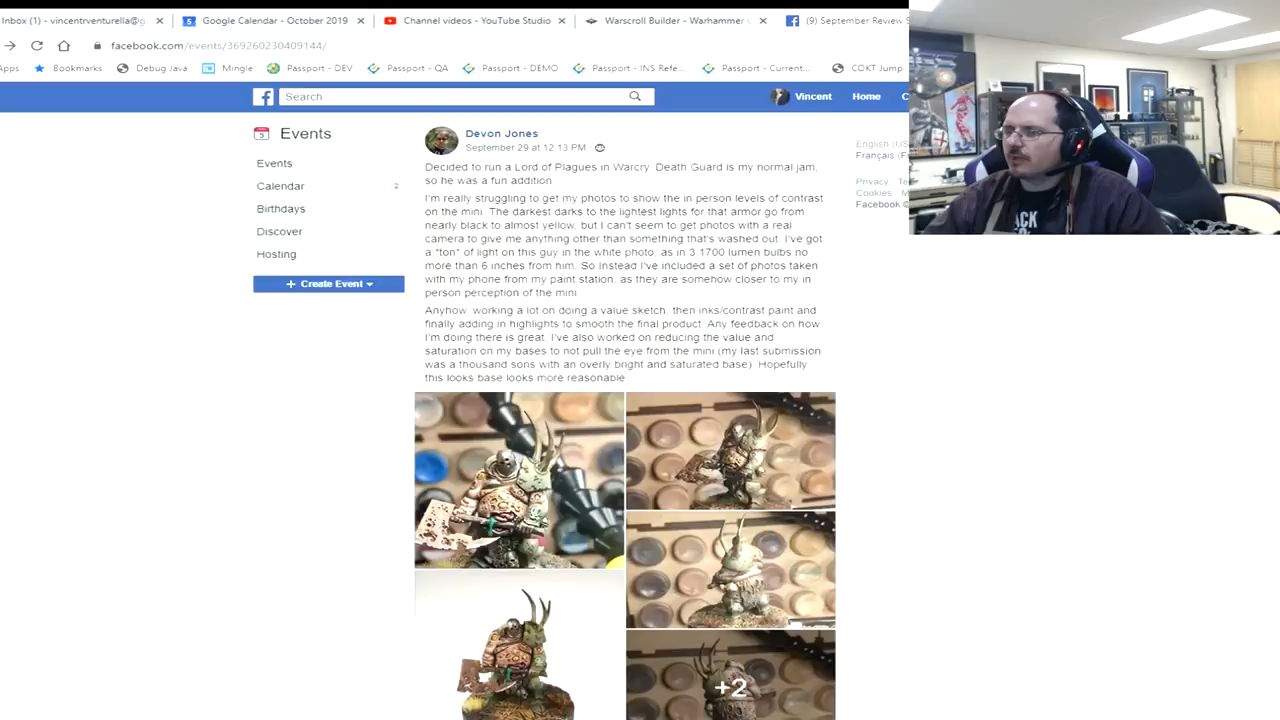 Inbox (1) - vincentrventurella@g
Google Calendar - October 2019
Channel videos - YouTube Studio
Warscroll Builder - Warhammer
(9) September Review S
facebook.com/events/369260230409144/
Apps
Bookmarks
Debug Java
Mingle
Passport - DEV
Passport - QA
Passport - DEMO
Passport - INS Refe...
Passport - Current...
COKT Jump
Search
Vincent
Home
C
5 Events
Events
Calendar 2
Birthdays
Discover
Hosting
+ Create Event
Devon Jones
September 29 at 12:13 PM
Decided to run a Lord of Plagues in Warcry. Death Guard is my normal jam,
so he was a fun addition.
I'm really struggling to get my photos to show the in person levels of contrast
on the mini. The darkest darks to the lightest lights for that armor go from
nearly black to almost yellow, but I can't seem to get photos with a real
camera to give me anything other than something that's washed out. I've got
a "ton" of light on this guy in the white photo, as in 3 1700 lumen bulbs no
more than 6 inches from him. So Instead I've included a set of photos taken
with my phone from my paint station, as they are somehow closer to my in
person perception of the mini.
Anyhow, working a lot on doing a value sketch, then inks/contrast paint and
finally adding in highlights to smooth the final product. Any feedback on how
I'm doing there is great. I've also worked on reducing the value and
saturation on my bases to not pull the eye from the mini (my last submission
was a thousand sons with an overly bright and saturated base). Hopefully
this looks base looks more reasonable
+2
English (US
Français (F
Privacy Te
Cookies M
Facebook ©